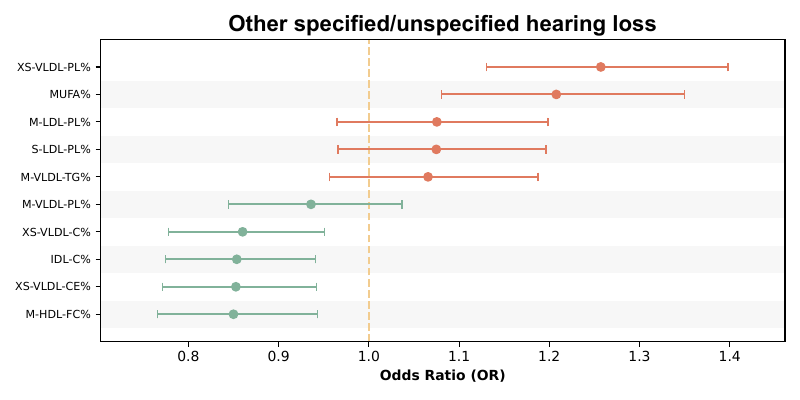 Other specified/unspecified hearing loss
XS-VLDL-PL%
MUFA%
M-LDL-PL%
S-LDL-PL%
M-VLDL-TG%
M-VLDL-PL%
XS-VLDL-C%
IDL-C%
XS-VLDL-CE%
M-HDL-FC%
0.8 0.9 1.0 1.1 1.2 1.3 1.4
Odds Ratio (OR)